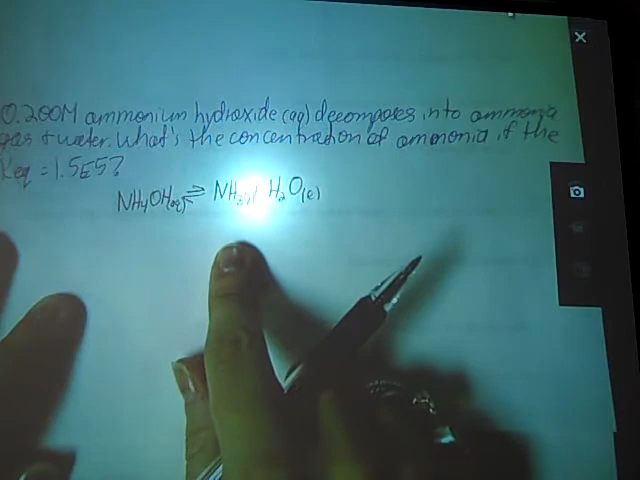 0.200M ammonium hydroxide (aq) decomposes into ammonia
gas + water. What's the concentration of ammonia if the
Keq = 1.5E5?
NH4OH(aq) ⇌ NH3(g) + H2O(l)